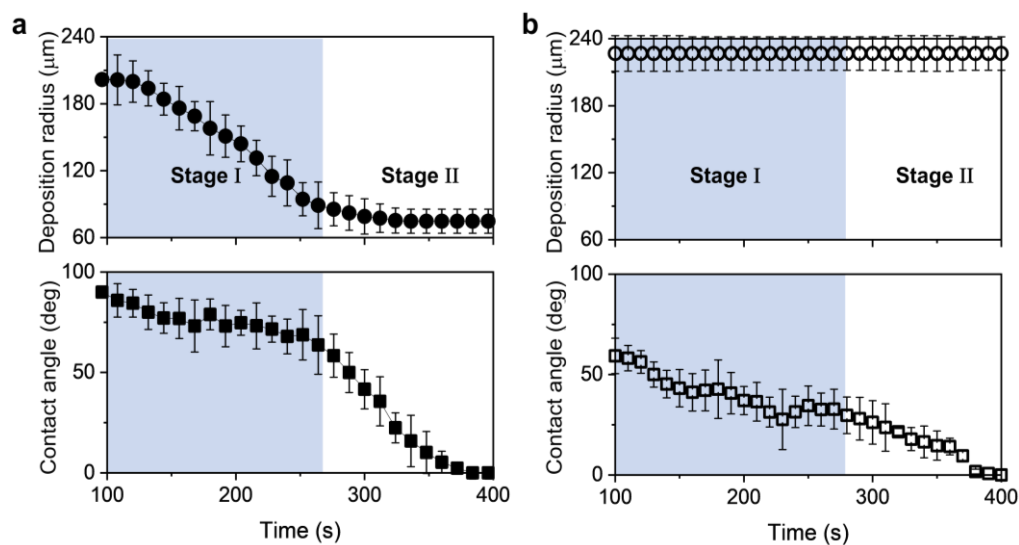 a
Deposition radius (μm)
240
180
120
60
Stage I
Stage II
Contact angle (deg)
100
50
0
100
200
300
400
Time (s)
b
Deposition radius (μm)
240
180
120
60
Stage I
Stage II
Contact angle (deg)
100
50
0
100
200
300
400
Time (s)